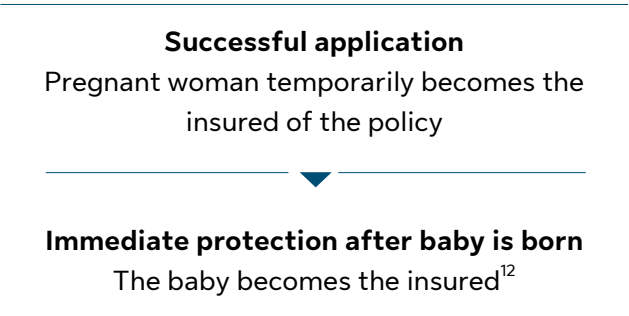 Successful application
Pregnant woman temporarily becomes the
insured of the policy
Immediate protection after baby is born
The baby becomes the insured¹²